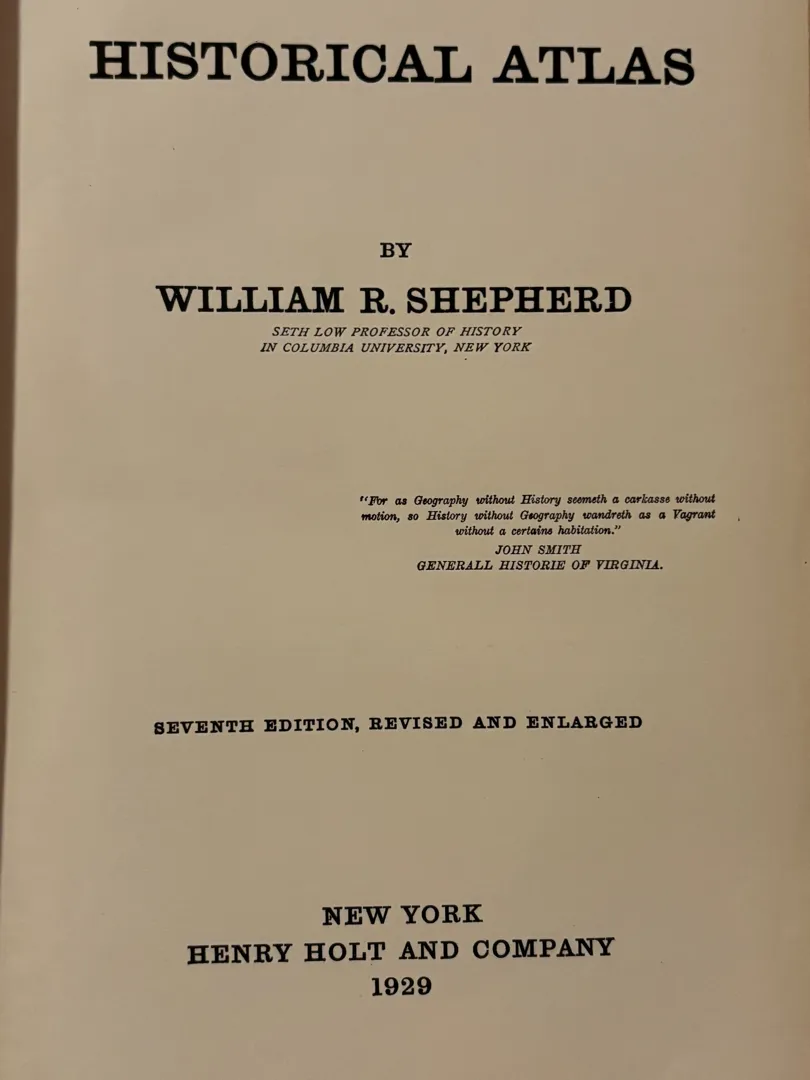 HISTORICAL ATLAS
BY
WILLIAM R. SHEPHERD
SETH LOW PROFESSOR OF HISTORY
IN COLUMBIA UNIVERSITY, NEW YORK
"For as Geography without History seemeth a carkasse without
motion, so History without Geography wandreth as a Vagrant
without a certaine habitation."
JOHN SMITH
GENERALL HISTORIE OF VIRGINIA.
SEVENTH EDITION, REVISED AND ENLARGED
NEW YORK
HENRY HOLT AND COMPANY
1929